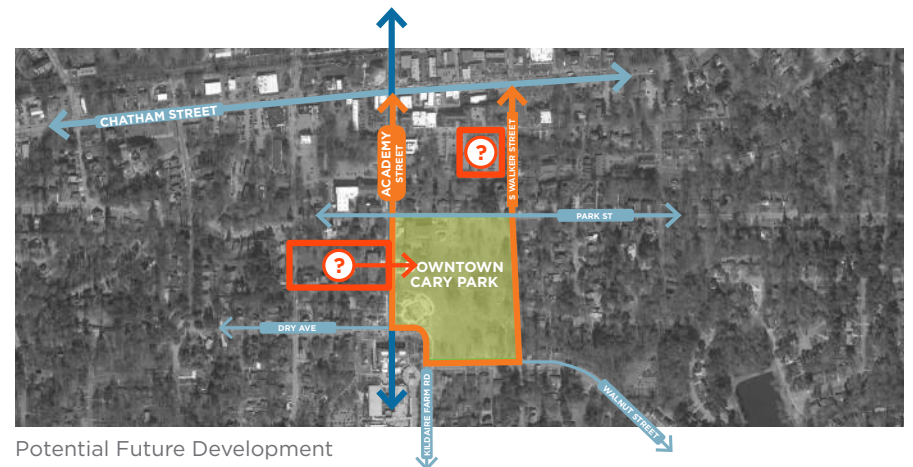 CHATHAM STREET
ACADEMY
STREET
S WALKER STREET
?
PARK ST
?
OWNTOWN
CARY PARK
DRY AVE
KILDAIRE FARM RD
WALNUT STREET
Potential Future Development